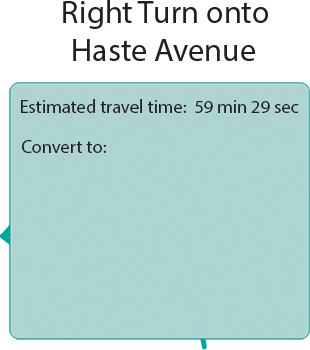 Right Turn onto
Haste Avenue
Estimated travel time:  59 min 29 sec
Convert to: